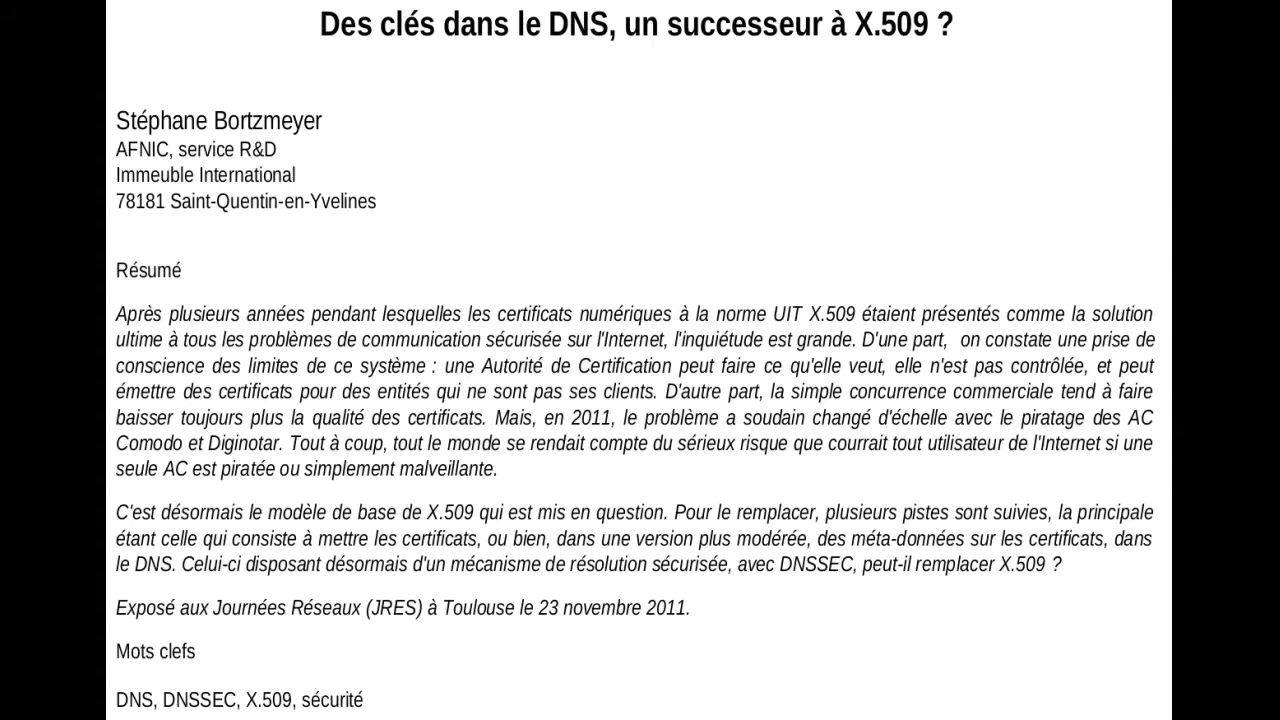 Des clés dans le DNS, un successeur à X.509 ?
Stéphane Bortzmeyer
AFNIC, service R&D
Immeuble International
78181 Saint-Quentin-en-Yvelines
Résumé
Après plusieurs années pendant lesquelles les certificats numériques à la norme UIT X.509 étaient présentés comme la solution
ultime à tous les problèmes de communication sécurisée sur l'Internet, l'inquiétude est grande. D'une part, on constate une prise de
conscience des limites de ce système : une Autorité de Certification peut faire ce qu'elle veut, elle n'est pas contrôlée, et peut
émettre des certificats pour des entités qui ne sont pas ses clients. D'autre part, la simple concurrence commerciale tend à faire
baisser toujours plus la qualité des certificats. Mais, en 2011, le problème a soudain changé d'échelle avec le piratage des AC
Comodo et Diginotar. Tout à coup, tout le monde se rendait compte du sérieux risque que courrait tout utilisateur de l'Internet si une
seule AC est piratée ou simplement malveillante.
C'est désormais le modèle de base de X.509 qui est mis en question. Pour le remplacer, plusieurs pistes sont suivies, la principale
étant celle qui consiste à mettre les certificats, ou bien, dans une version plus modérée, des méta-données sur les certificats, dans
le DNS. Celui-ci disposant désormais d'un mécanisme de résolution sécurisée, avec DNSSEC, peut-il remplacer X.509 ?
Exposé aux Journées Réseaux (JRES) à Toulouse le 23 novembre 2011.
Mots clefs
DNS, DNSSEC, X.509, sécurité